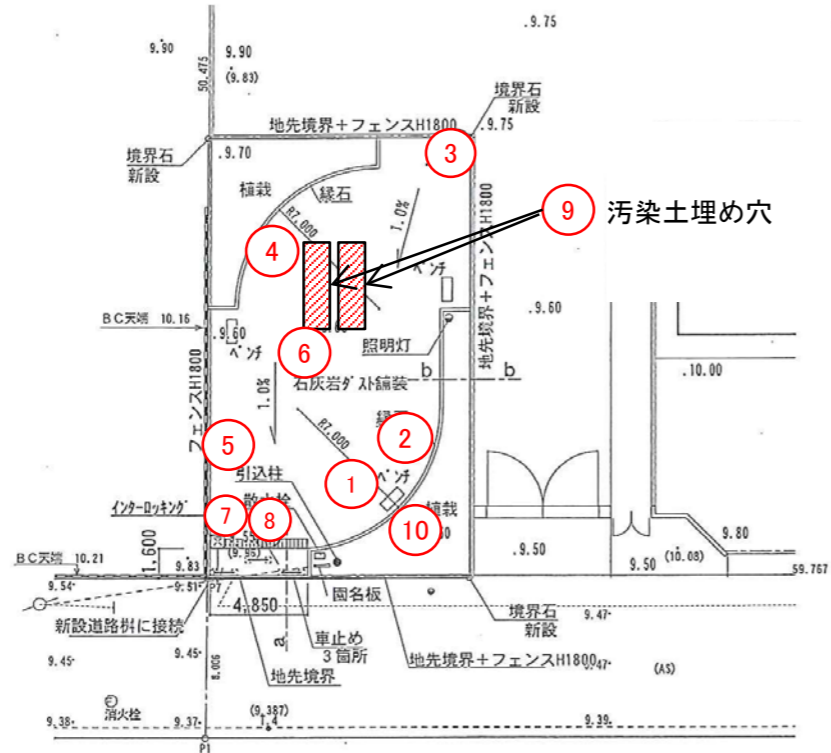 .9.75
9.90
9.90
(9.83)
50.475
境界石
新設
地先境界+フェンスH1800
.9.75
境界石
新設
.9.70
③
植栽
縁石
1.0%
地先境界+フェンスH1800
⑨
汚染土埋め穴
R7,000
④
ベンチ
BC天端 10.16
.9.60
.9.60
ベンチ
照明灯
⑥
b
b
.10.00
石灰岩ダスト舗装
フェンスH1800
1.0%
R7,000
②
⑤
引込柱
ベンチ
①
インターロッキング
散水栓
植栽
⑦
⑧
⑩
1.600
(9.96)
.9.50
9.80
9.50
(10.08)
BC天端 10.21
9.83
59.767
9.54
9.51
P7
園名板
4,850
境界石
新設
新設道路桝に接続
車止め
3箇所
9.47
a
地先境界+フェンスH1800
9.47
9.45
9.45
8.006
地先境界
(AS)
消火栓
(9.387)
9.38
9.37
1.4
9.39
P1